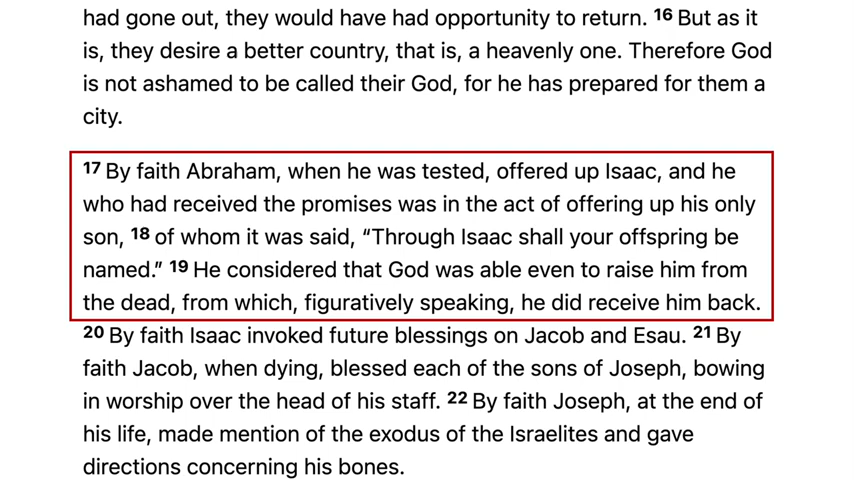 had gone out, they would have had opportunity to return. 16 But as it
is, they desire a better country, that is, a heavenly one. Therefore God
is not ashamed to be called their God, for he has prepared for them a
city.
17 By faith Abraham, when he was tested, offered up Isaac, and he
who had received the promises was in the act of offering up his only
son, 18 of whom it was said, “Through Isaac shall your offspring be
named.” 19 He considered that God was able even to raise him from
the dead, from which, figuratively speaking, he did receive him back.
20 By faith Isaac invoked future blessings on Jacob and Esau. 21 By
faith Jacob, when dying, blessed each of the sons of Joseph, bowing
in worship over the head of his staff. 22 By faith Joseph, at the end of
his life, made mention of the exodus of the Israelites and gave
directions concerning his bones.